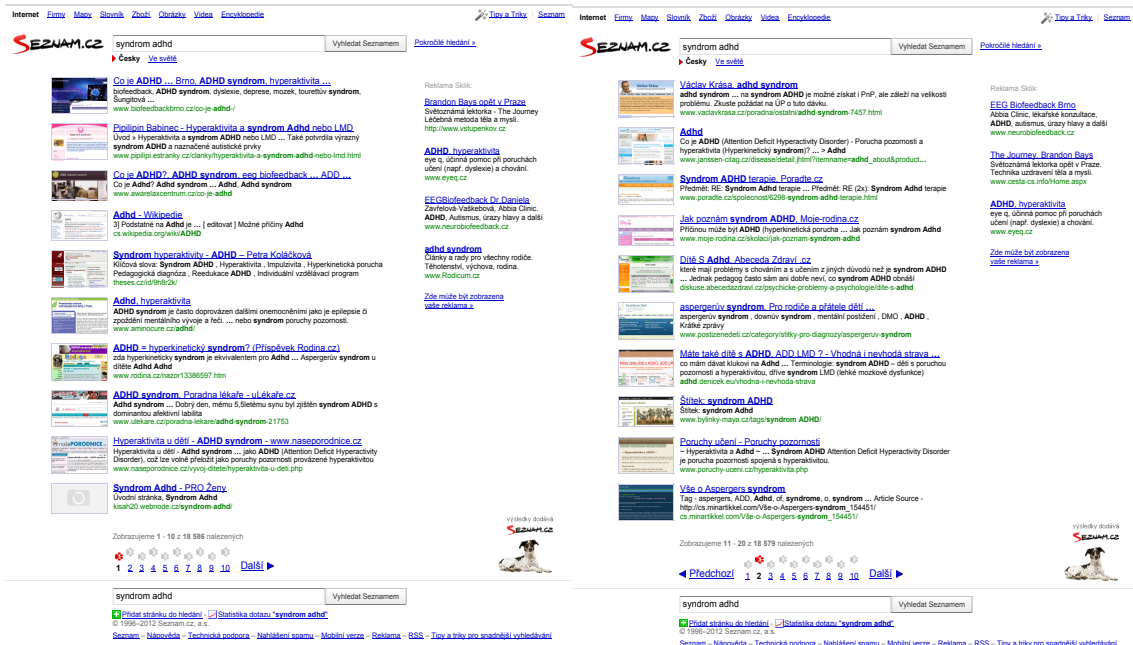 Internet Firmy Mapy Slovník Zboží Obrázky Videa Encyklopedie
Tipy a Triky Seznam
SEZNAM.CZ
syndrom adhd
Vyhledat Seznamem
Pokročilé hledání »
Česky Ve světě
Co je ADHD … Brno, ADHD syndrom, hyperaktivita …
biofeedback, ADHD syndrom, dyslexie, deprese, mozek, tourettův syndrom,
Šungitová …
www.biofeedbackbrno.cz/co-je-adhd-/
Pipilipin Babinec - Hyperaktivita a syndrom Adhd nebo LMD
Úvod » Hyperaktivita a syndrom ADHD nebo LMD … Také potvrdila výrazný
ADHD a naznačené autistické prvky
www.pipilipi.estranky.cz/clanky/hyperaktivita-a-syndrom-adhd-nebo-lmd.html
Co je ADHD?, ADHD syndrom, eeg biofeedback … ADD …
Co je Adhd? Adhd syndrom … Adhd, Adhd syndrom
www.awarelaxcentrum.cz/co-je-adhd
Adhd - Wikipedie
3] Podstatné na Adhd je … [ editovat ] Možné příčiny Adhd
cs.wikipedia.org/wiki/ADHD
Syndrom hyperaktivity - ADHD – Petra Koláčková
Klíčová slova: Syndrom ADHD , Hyperaktivita , Impulzivita , Hyperkinetická porucha
Pedagogická diagnóza , Reedukace ADHD , Individuální vzdělávací program
theses.cz/id/9h8r2k/
Adhd, hyperaktivita
ADHD syndrom je často doprovázen dalšími onemocněními jako je epilepsie či
zpoždění mentálního vývoje a řeči. … nebo syndrom poruchy pozornosti.
www.aminocure.cz/adhd/
ADHD = hyperkinetický syndrom? (Příspěvek Rodina.cz)
zda hyperkineticky syndrom je ekvivalentem pro Adhd … Aspergerův syndrom u
dítěte Adhd Adhd
www.rodina.cz/nazor13386597.htm
ADHD syndrom, Poradna lékaře - uLékaře.cz
ADHD syndrom … Dobrý den, mému 5,5letému synu byl zjištěn syndrom ADHD s
dominantou afektivní labilita
www.ulekare.cz/poradna-lekare/adhd-syndrom-21753
Hyperaktivita u dětí - ADHD syndrom - www.naseporodnice.cz
Hyperaktivita u dětí - Adhd syndrom … jako ADHD (Attention Deficit Hyperactivity
Disorder), což lze volně přeložit jako poruchy pozornosti provázené hyperaktivitou
www.naseporodnice.cz/vyvoj-ditete/hyperaktivita-u-deti.php
Syndrom Adhd - PRO Ženy
Úvodní stránka, Syndrom Adhd
kisah20.webnode.cz/syndrom-adhd/
Reklama Sklik:
Brandon Bays opět v Praze
Světoznámá lektorka - The Journey
Léčebná metoda těla a mysli.
http://www.vstupenkov.cz
ADHD, hyperaktivita
eye q, účinná pomoc při poruchách
učení (např. dyslexie) a chování.
www.eyeq.cz
EEGBiofeedback Dr.Daniela
Zavřelová-Vašebková, Abbia Clinic.
ADHD, Autismus, úrazy hlavy a další
www.neurobiofeedback.cz
adhd syndrom
Články a rady pro všechny rodiče.
Těhotenství, výchova, rodina.
www.Rodicum.cz
Zde může být zobrazena
vaše reklama »
Zobrazujeme 1 - 10 z 18 586 nalezených
výsledky dodává
SEZNAM.CZ
1 2 3 4 5 6 7 8 9 10 Další
syndrom adhd
Vyhledat Seznamem
Přidat stránku do hledání - Statistika dotazu "syndrom adhd"
© 1996–2012 Seznam.cz, a.s.
Seznam – Nápověda – Technická podpora – Nahlášení spamu – Mobilní verze – Reklama – RSS – Tipy a triky pro snadnější vyhledávání
Internet Firmy Mapy Slovník Zboží Obrázky Videa Encyklopedie
Tipy a Triky Seznam
SEZNAM.CZ
syndrom adhd
Vyhledat Seznamem
Pokročilé hledání »
Česky Ve světě
Václav Krása, adhd syndrom
adhd syndrom … na syndrom ADHD je možné získat i PnP, ale záleží na velikosti
problému. Zkuste požádat na ÚP o tuto dávku.
www.vaclavkrasa.cz/poradna/ostatni/adhd-syndrom-7457.html
Adhd
Co je ADHD (Attention Deficit Hyperactivity Disorder) - Porucha pozornosti a
hyperaktivita (Hyperkinetický syndrom)? … > Adhd
www.janssen-cilag.cz/disease/detail.jhtml?itemname=adhd_about&product…
Syndrom ADHD terapie, Poradte.cz
Předmět: RE: Syndrom Adhd terapie … Předmět: RE (2x): Syndrom Adhd terapie
www.poradte.cz/spolecnost/6298-syndrom-adhd-terapie.html
Jak poznám syndrom ADHD, Moje-rodina.cz
Příčinou může být ADHD (hyperkinetická porucha … Jak poznám syndrom Adhd
www.moje-rodina.cz/skolaci/jak-poznam-syndrom-adhd
Dítě S Adhd, Abeceda Zdraví .cz
které mají problémy s chováním a s učením z jiných důvodů než je syndrom ADHD
… Jednak pedagog často sám ani dobře neví, co syndrom ADHD obnáší
diskuse.abecedazdravi.cz/psychicke-problemy-a-psychologie/dite-s-adhd
aspergerův syndrom, Pro rodiče a přátele dětí …
aspergerův syndrom , downův syndrom , mentální postižení , DMO , ADHD ,
Krátké zprávy
www.postizenedeti.cz/category/stitky-pro-diagnozy/aspergeruv-syndrom
Máte také dítě s ADHD, ADD,LMD ? - Vhodná i nevhodná strava …
co mám dávat klukovi na Adhd … Terminologie: syndrom ADHD – děti s poruchou
pozornosti a hyperaktivitou, dříve syndrom LMD (lehké mozkové dysfunkce)
adhd.denicek.eu/vhodna-i-nevhodna-strava
Štítek: syndrom ADHD
Štítek: syndrom Adhd
www.bylinky-maya.cz/tags/syndrom ADHD/
Poruchy učení - Poruchy pozornosti
~ Hyperaktivita a Adhd ~ … Syndrom ADHD Attention Deficit Hyperactivity Disorder
je porucha pozornosti spojená s hyperaktivitou.
www.poruchy-uceni.cz/hyperaktivita.php
Vše o Aspergers syndrom
Tag - aspergers, ADD, Adhd, of, syndrome, o, syndrom … Article Source -
http://cs.minartikkel.com/Vše-o-Aspergers-syndrom_154451/
cs.minartikkel.com/Vše-o-Aspergers-syndrom_154451/
Reklama Sklik:
EEG Biofeedback Brno
Abbia Clinic, lékařské konzultace,
ADHD, autismus, úrazy hlavy a další
www.neurobiofeedback.cz
The Journey, Brandon Bays
Světoznámá lektorka opět v Praze.
Technika uzdravení těla a mysli.
www.cesta-cs.info/Home.aspx
ADHD, hyperaktivita
eye q, účinná pomoc při poruchách
učení (např. dyslexie) a chování.
www.eyeq.cz
Zde může být zobrazena
vaše reklama »
Zobrazujeme 11 - 20 z 18 579 nalezených
výsledky dodává
SEZNAM.CZ
Předchozí 1 2 3 4 5 6 7 8 9 10 Další
syndrom adhd
Vyhledat Seznamem
Přidat stránku do hledání - Statistika dotazu "syndrom adhd"
© 1996–2012 Seznam.cz, a.s.
Seznam – Nápověda – Technická podpora – Nahlášení spamu – Mobilní verze – Reklama – RSS – Tipy a triky pro snadnější vyhledávání